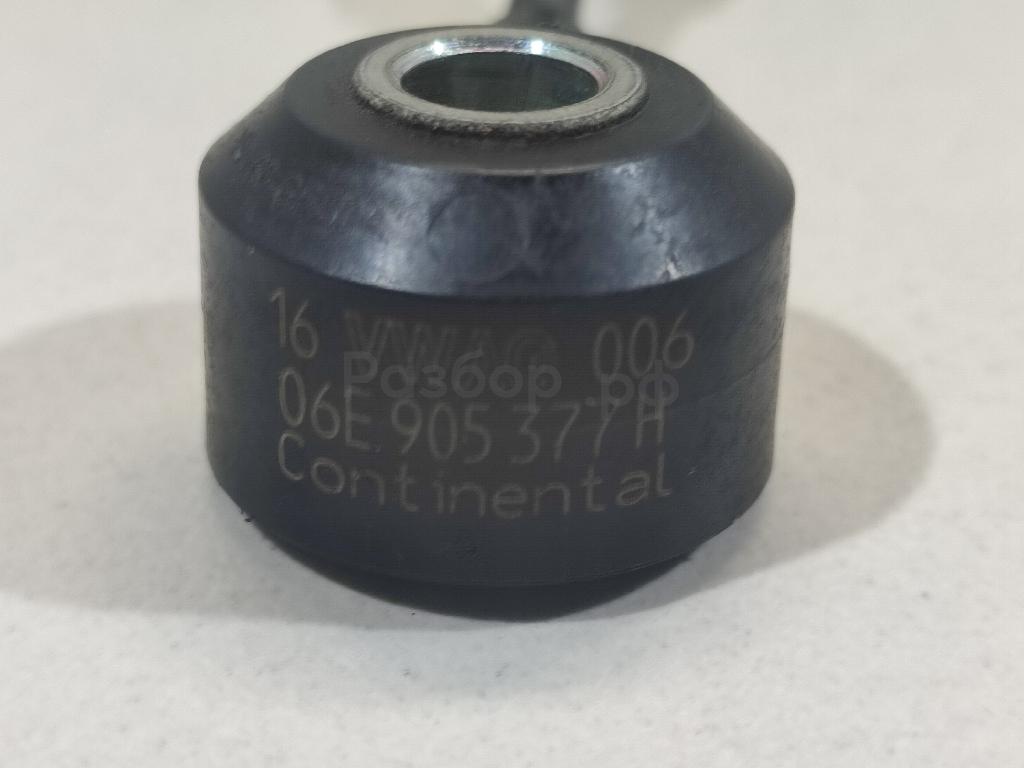 16 VWAG 006
Разбор.рф
06E 905 377 A
Continental